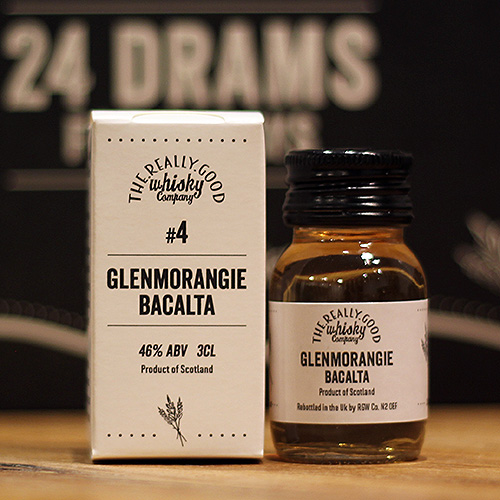 24 DRAMS
THE REALLY GOOD
whisky
Company
#4
GLENMORANGIE
BACALTA
46% ABV 3CL
Product of Scotland
THE REALLY GOOD
whisky
Company
GLENMORANGIE
BACALTA
Product of Scotland
Rebottled in the Uk by RGW Co. N2 0EF